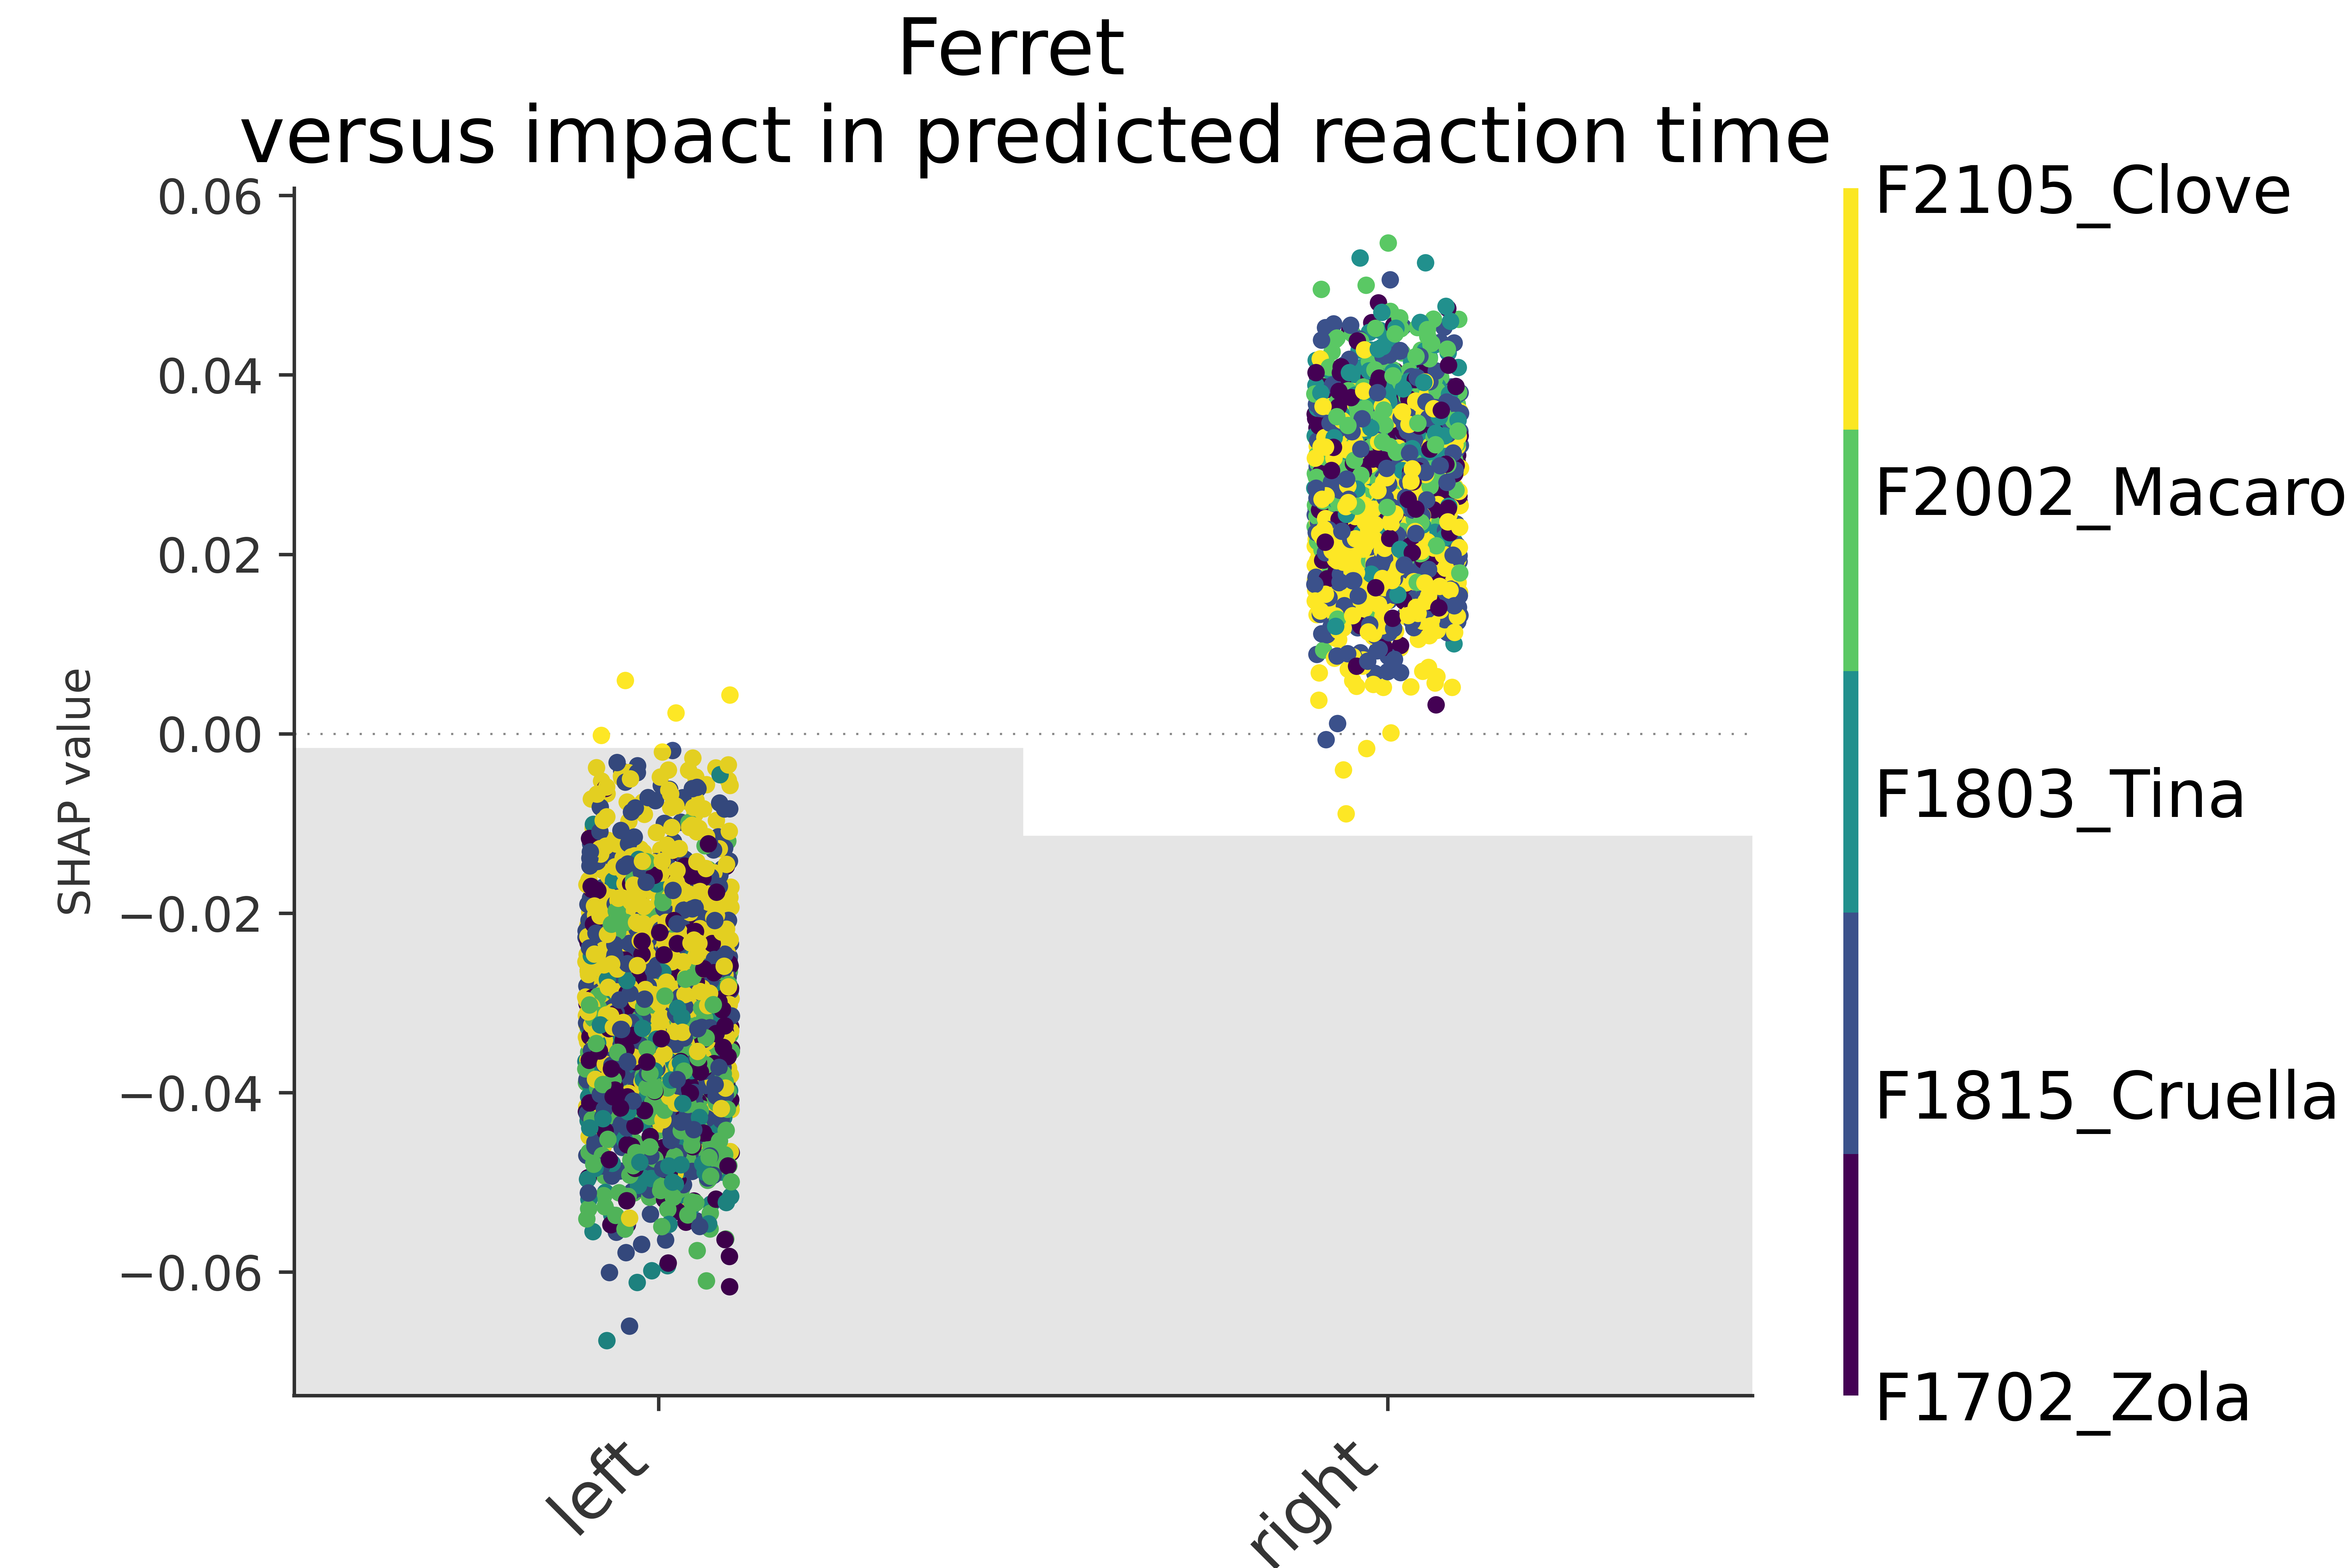 Ferret
versus impact in predicted reaction time
SHAP value
0.06
0.04
0.02
0.00
−0.02
−0.04
−0.06
left
right
F2105_Clove
F2002_Macaro
F1803_Tina
F1815_Cruella
F1702_Zola